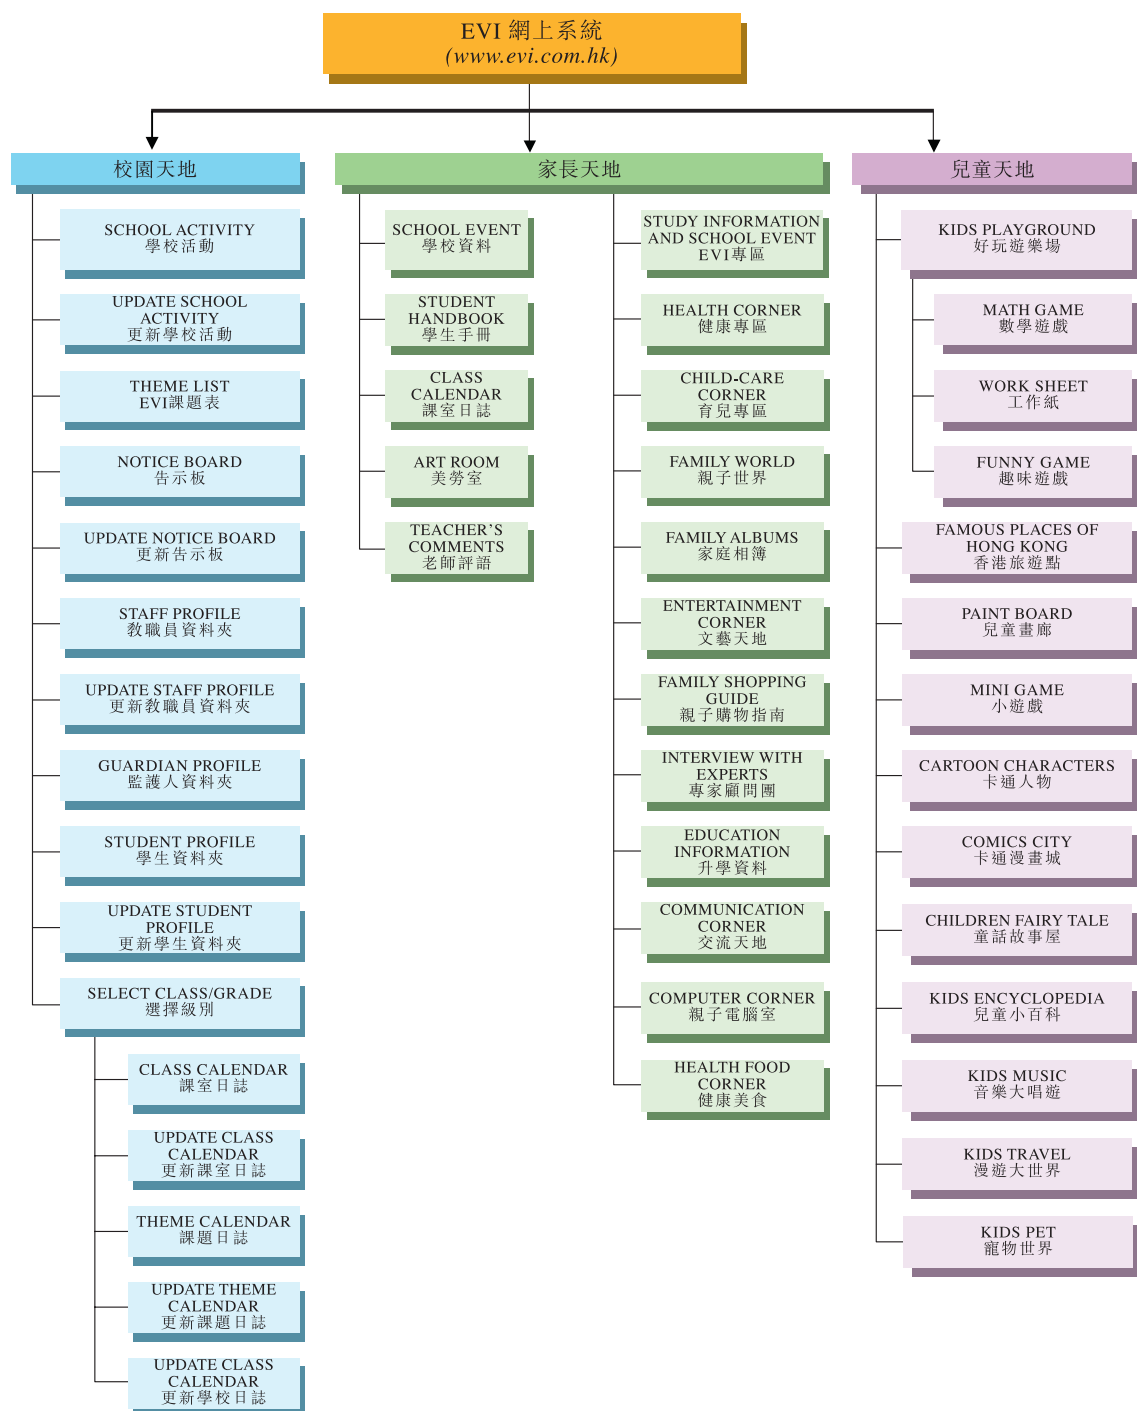 EVI 網上系統
(www.evi.com.hk)
校園天地
SCHOOL ACTIVITY
學校活動
UPDATE SCHOOL
ACTIVITY
更新學校活動
THEME LIST
EVI課題表
NOTICE BOARD
告示板
UPDATE NOTICE BOARD
更新告示板
STAFF PROFILE
教職員資料夾
UPDATE STAFF PROFILE
更新教職員資料夾
GUARDIAN PROFILE
監護人資料夾
STUDENT PROFILE
學生資料夾
UPDATE STUDENT
PROFILE
更新學生資料夾
SELECT CLASS/GRADE
選擇級別
CLASS CALENDAR
課室日誌
UPDATE CLASS
CALENDAR
更新課室日誌
THEME CALENDAR
課題日誌
UPDATE THEME
CALENDAR
更新課題日誌
UPDATE CLASS
CALENDAR
更新學校日誌
家長天地
SCHOOL EVENT
學校資料
STUDENT
HANDBOOK
學生手冊
CLASS
CALENDAR
課室日誌
ART ROOM
美勞室
TEACHER'S
COMMENTS
老師評語
STUDY INFORMATION
AND SCHOOL EVENT
EVI專區
HEALTH CORNER
健康專區
CHILD-CARE
CORNER
育兒專區
FAMILY WORLD
親子世界
FAMILY ALBUMS
家庭相簿
ENTERTAINMENT
CORNER
文藝天地
FAMILY SHOPPING
GUIDE
親子購物指南
INTERVIEW WITH
EXPERTS
專家顧問團
EDUCATION
INFORMATION
升學資料
COMMUNICATION
CORNER
交流天地
COMPUTER CORNER
親子電腦室
HEALTH FOOD
CORNER
健康美食
兒童天地
KIDS PLAYGROUND
好玩遊樂場
MATH GAME
數學遊戲
WORK SHEET
工作紙
FUNNY GAME
趣味遊戲
FAMOUS PLACES OF
HONG KONG
香港旅遊點
PAINT BOARD
兒童畫廊
MINI GAME
小遊戲
CARTOON CHARACTERS
卡通人物
COMICS CITY
卡通漫畫城
CHILDREN FAIRY TALE
童話故事屋
KIDS ENCYCLOPEDIA
兒童小百科
KIDS MUSIC
音樂大唱遊
KIDS TRAVEL
漫遊大世界
KIDS PET
寵物世界